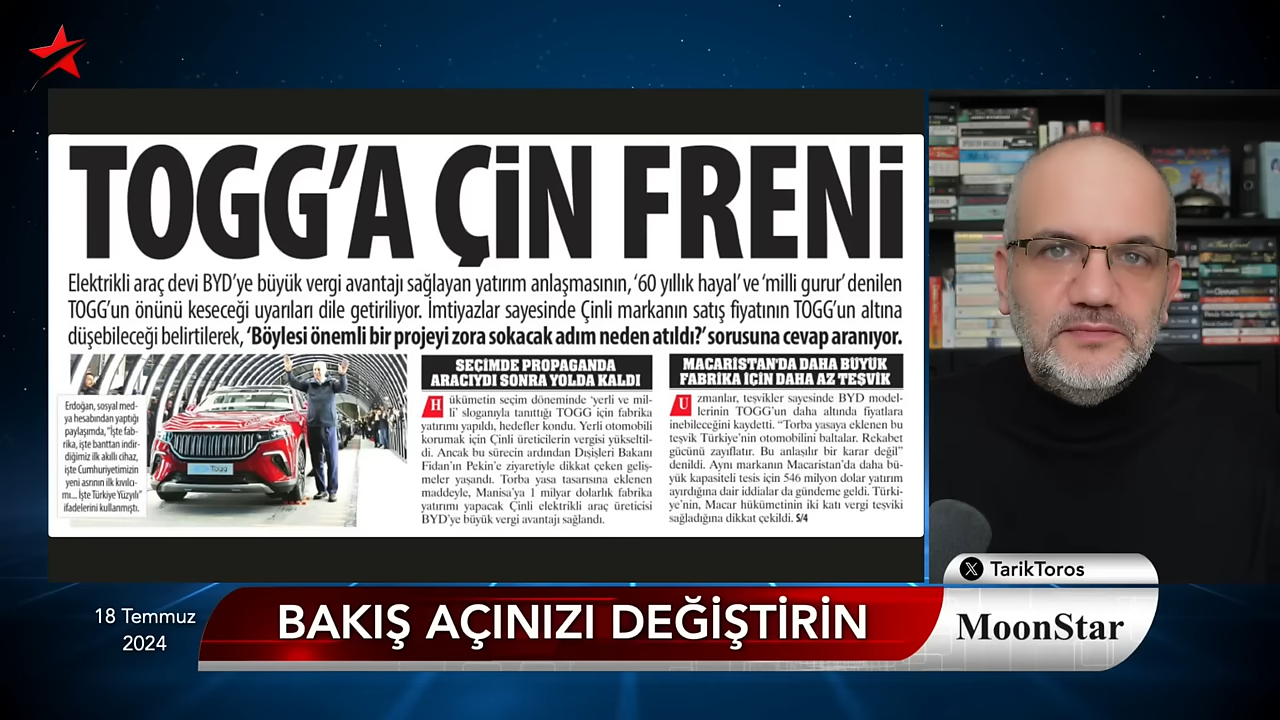 TOGG'A ÇİN FRENİ
Elektrikli araç devi BYD'ye büyük vergi avantajı sağlayan yatırım anlaşmasının, '60 yıllık hayal' ve 'milli gurur' denilen
TOGG'un önünü keseceği uyarıları dile getiriliyor. İmtiyazlar sayesinde Çinli markanın satış fiyatının TOGG'un altına
düşebileceği belirtilerek, 'Böylesi önemli bir projeyi zora sokacak adım neden atıldı?' sorusuna cevap aranıyor.
Erdoğan, sosyal med-
ya hesabından yaptığı
paylaşımda, "İşte fab-
rika, işte banttan indir-
diğimiz ilk akıllı cihaz,
işte Cumhuriyetimizin
yeni asrının ilk kıvılcı-
mı... İşte Türkiye Yüzyılı"
ifadelerini kullanmıştı.
Togg
SEÇİMDE PROPAGANDA
ARACIYDI SONRA YOLDA KALDI
Hükümetin seçim döneminde 'yerli ve mil-
li' sloganıyla tanıttığı TOGG için fabrika
yatırımı yapıldı, hedefler kondu. Yerli otomobili
korumak için Çinli üreticilerin vergisi yükseltil-
di. Ancak bu sürecin ardından Dışişleri Bakanı
Fidan'ın Pekin'e ziyaretiyle dikkat çeken geliş-
meler yaşandı. Torba yasa tasarısına eklenen
maddeyle, Manisa'ya 1 milyar dolarlık fabrika
yatırımı yapacak Çinli elektrikli araç üreticisi
BYD'ye büyük vergi avantajı sağlandı.
MACARİSTAN'DA DAHA BÜYÜK
FABRİKA İÇİN DAHA AZ TEŞVİK
Uzmanlar, teşvikler sayesinde BYD model-
lerinin TOGG'un daha altında fiyatlara
inebileceğini kaydetti. "Torba yasaya eklenen bu
teşvik Türkiye'nin otomobilini baltalar. Rekabet
gücünü zayıflatır. Bu anlaşılır bir karar değil"
denildi. Aynı markanın Macaristan'da daha bü-
yük kapasiteli tesis için 546 milyon dolar yatırım
ayırdığına dair iddialar da gündeme geldi. Türki-
ye'nin, Macar hükümetinin iki katı vergi teşviki
sağladığına dikkat çekildi. S/4
X TarikToros
18 Temmuz
2024
BAKIŞ AÇINIZI DEĞİŞTİRİN
MoonStar